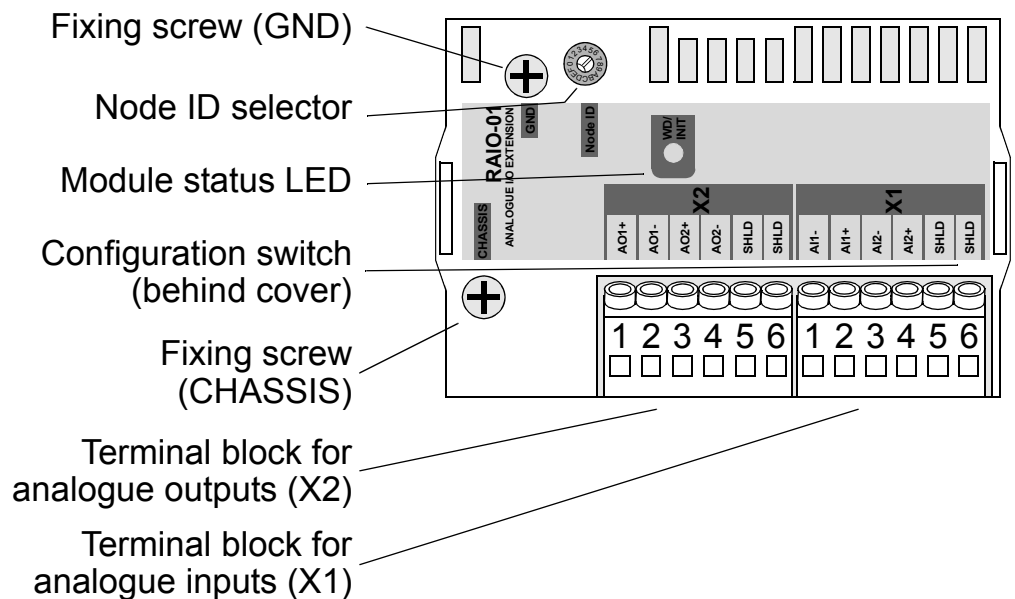 Fixing screw (GND)
Node ID selector
Module status LED
Configuration switch
(behind cover)
Fixing screw
(CHASSIS)
Terminal block for
analogue outputs (X2)
Terminal block for
analogue inputs (X1)
0123456789ABCDEF
GND
Node ID
WD/
INIT
RAIO-01
ANALOGUE I/O EXTENSION
CHASSIS
X2
X1
AO1+ AO1- AO2+ AO2- SHLD SHLD AI1- AI1+ AI2- AI2+ SHLD SHLD
1 2 3 4 5 6 1 2 3 4 5 6